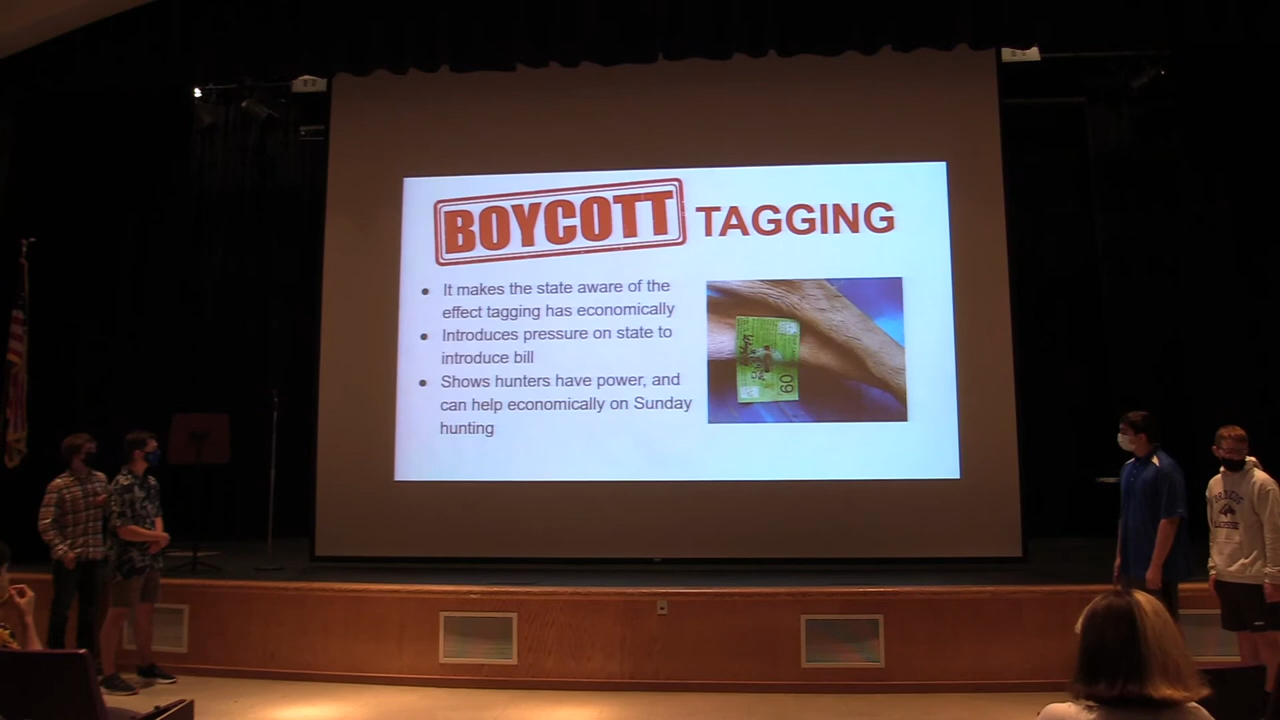 BOYCOTT TAGGING
It makes the state aware of the
effect tagging has economically
Introduces pressure on state to
introduce bill
Shows hunters have power, and
can help economically on Sunday
hunting
60